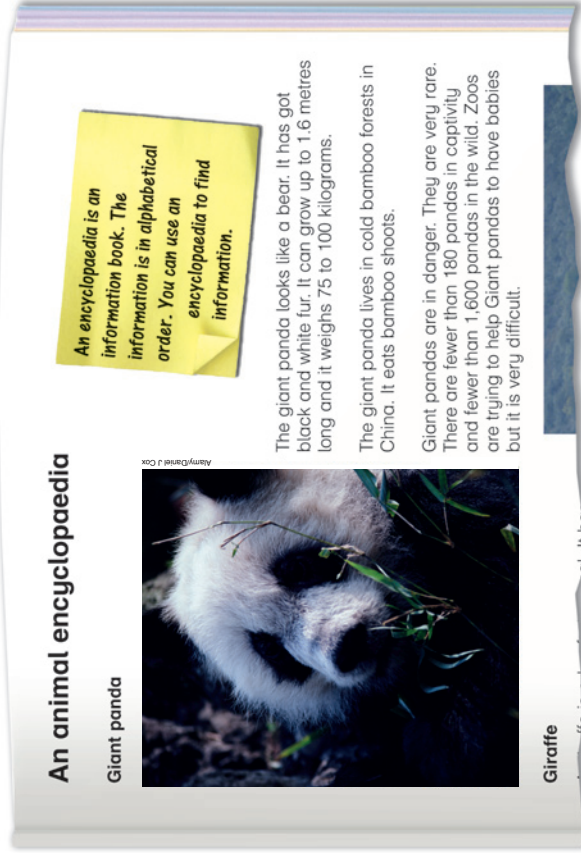 An animal encyclopaedia
An encyclopaedia is an
information book. The
information is in alphabetical
order. You can use an
encyclopaedia to find
information.
Giant panda
Alamy/Daniel J Cox
The giant panda looks like a bear. It has got
black and white fur. It can grow up to 1.6 metres
long and it weighs 75 to 100 kilograms.
The giant panda lives in cold bamboo forests in
China. It eats bamboo shoots.
Giant pandas are in danger. They are very rare.
There are fewer than 180 pandas in captivity
and fewer than 1,600 pandas in the wild. Zoos
are trying to help Giant pandas to have babies
but it is very difficult.
Giraffe